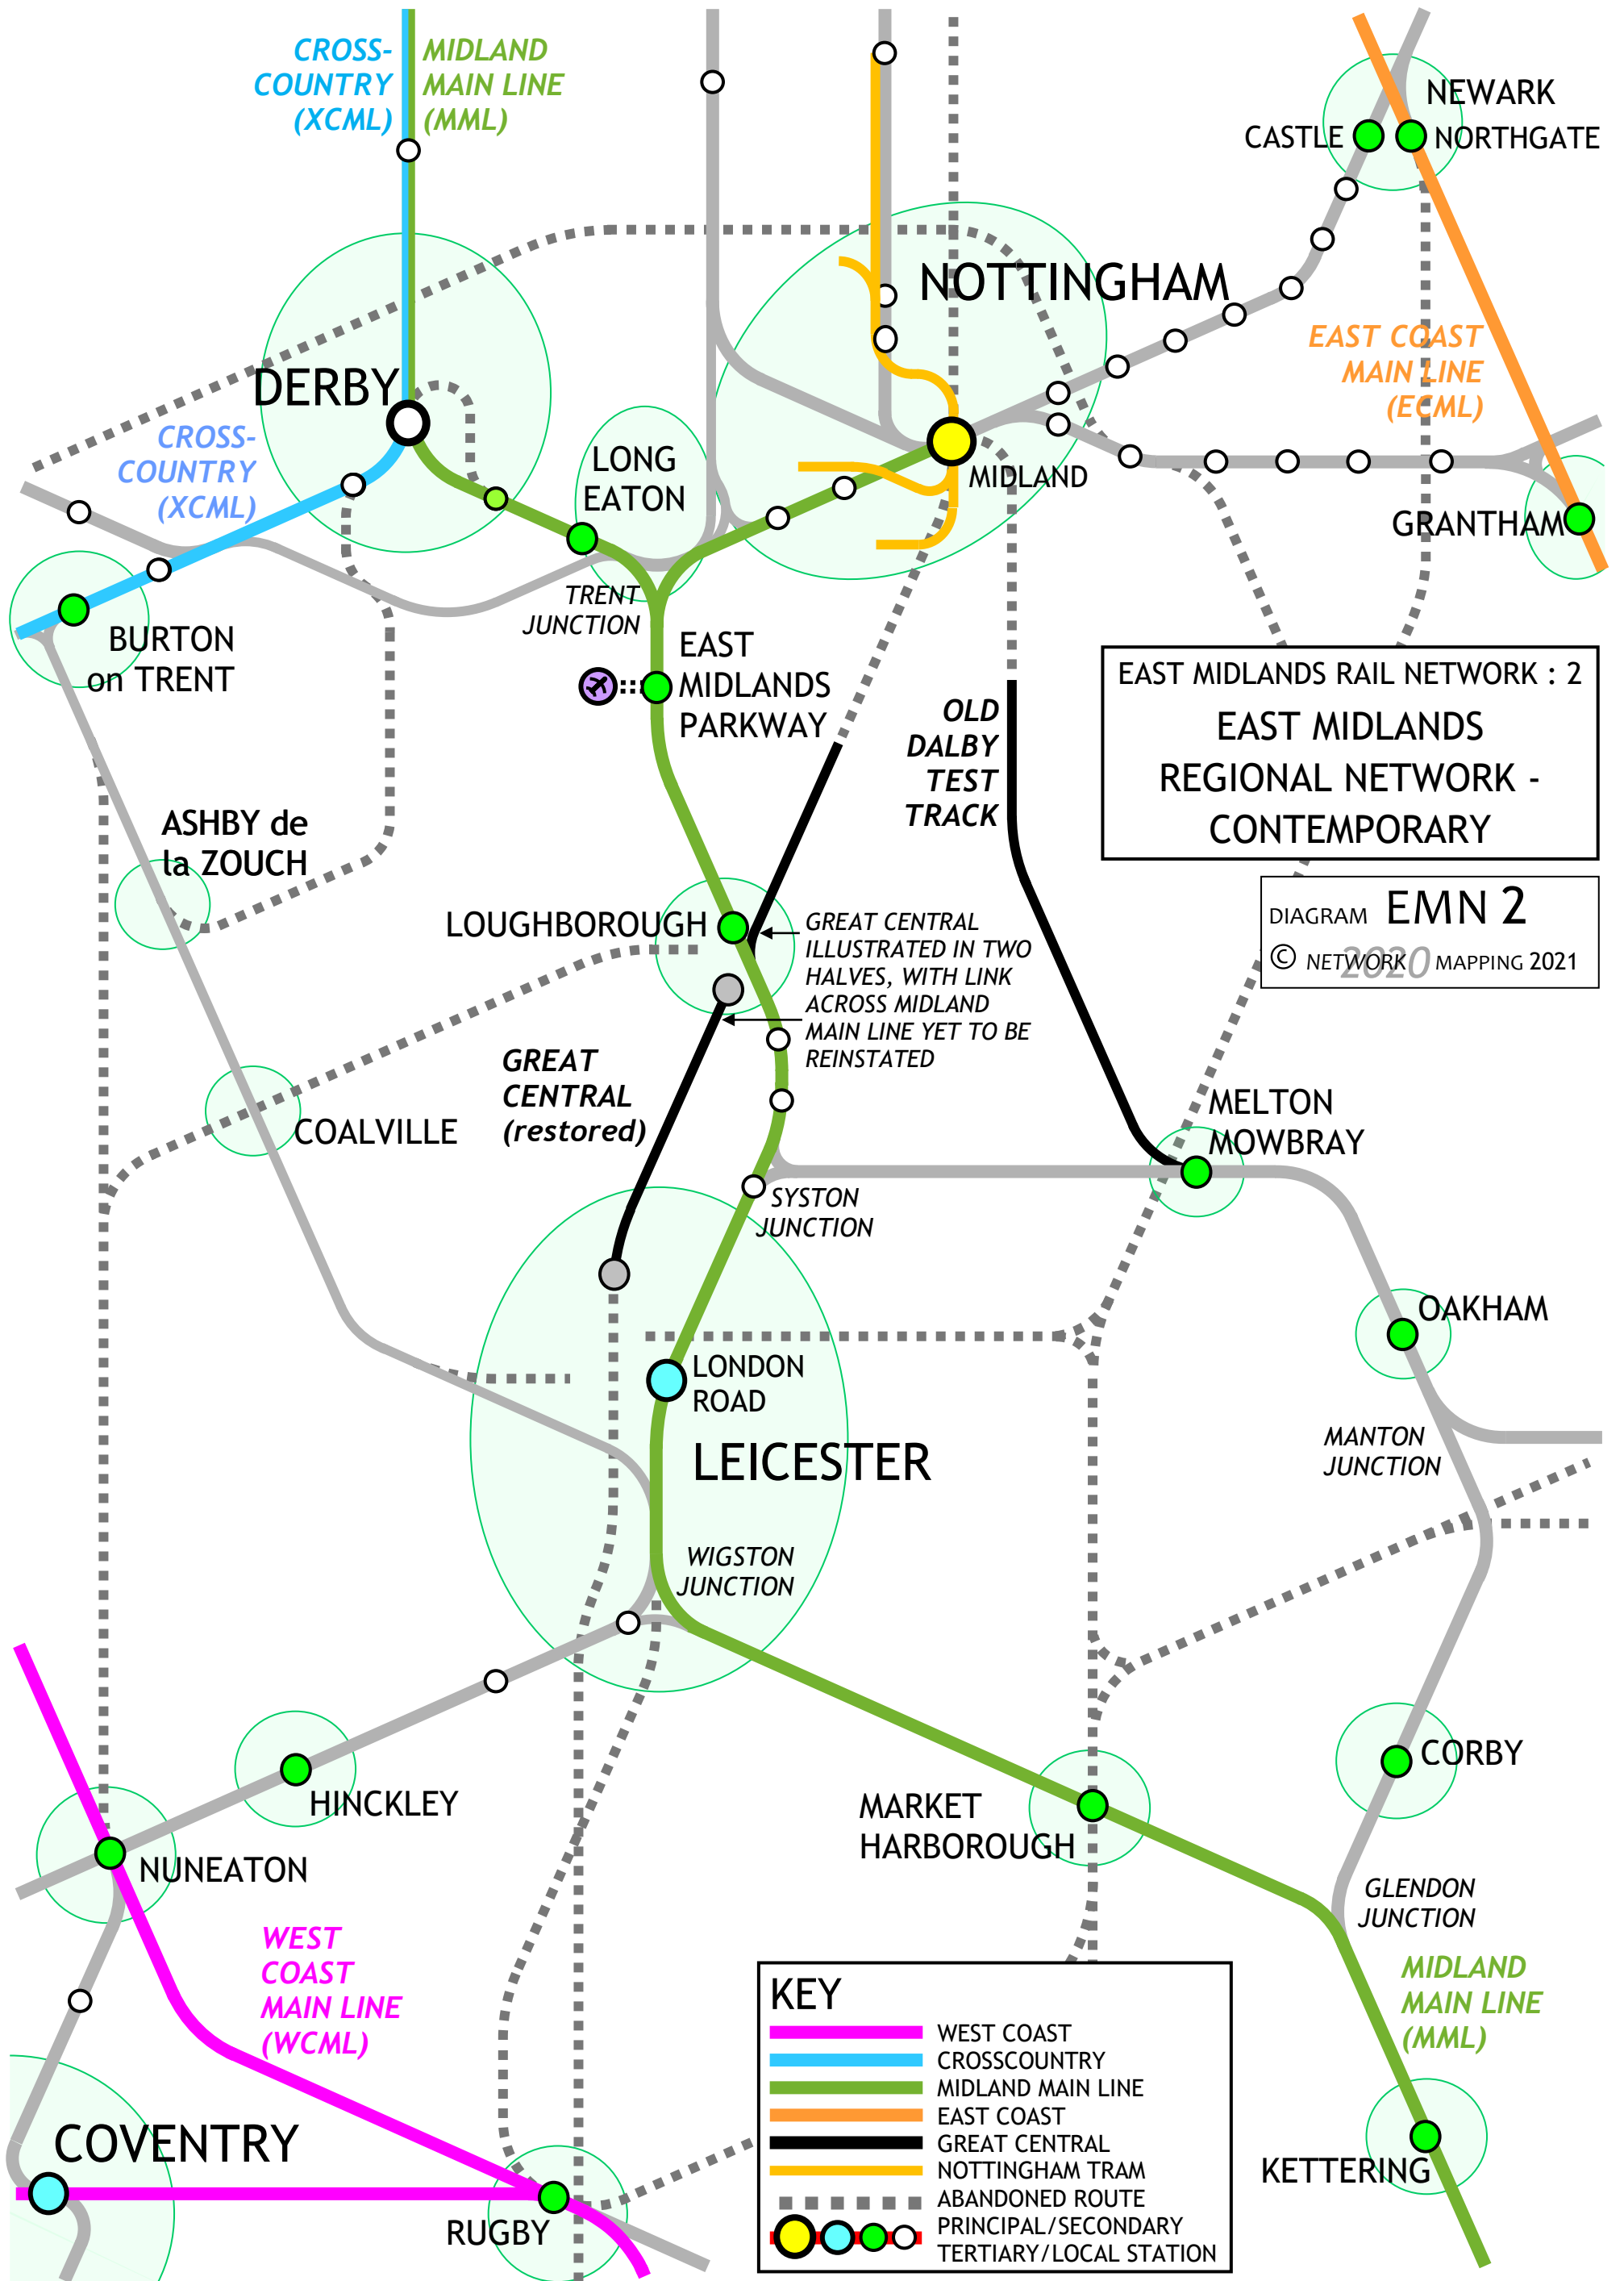 CROSS-
COUNTRY
(XCML)
MIDLAND
MAIN LINE
(MML)
NEWARK
CASTLE
NORTHGATE
NOTTINGHAM
EAST COAST
MAIN LINE
(ECML)
DERBY
CROSS-
COUNTRY
(XCML)
LONG
EATON
MIDLAND
GRANTHAM
TRENT
JUNCTION
BURTON
on TRENT
EAST
MIDLANDS
PARKWAY
OLD
DALBY
TEST
TRACK
EAST MIDLANDS RAIL NETWORK : 2
EAST MIDLANDS
REGIONAL NETWORK -
CONTEMPORARY
DIAGRAM EMN 2
© NETWORK 2020 MAPPING 2021
ASHBY de
la ZOUCH
LOUGHBOROUGH
GREAT CENTRAL
ILLUSTRATED IN TWO
HALVES, WITH LINK
ACROSS MIDLAND
MAIN LINE YET TO BE
REINSTATED
GREAT
CENTRAL
(restored)
COALVILLE
MELTON
MOWBRAY
SYSTON
JUNCTION
OAKHAM
LONDON
ROAD
LEICESTER
MANTON
JUNCTION
WIGSTON
JUNCTION
HINCKLEY
NUNEATON
MARKET
HARBOROUGH
CORBY
GLENDON
JUNCTION
WEST
COAST
MAIN LINE
(WCML)
MIDLAND
MAIN LINE
(MML)
COVENTRY
RUGBY
KETTERING
KEY
WEST COAST
CROSSCOUNTRY
MIDLAND MAIN LINE
EAST COAST
GREAT CENTRAL
NOTTINGHAM TRAM
ABANDONED ROUTE
PRINCIPAL/SECONDARY
TERTIARY/LOCAL STATION